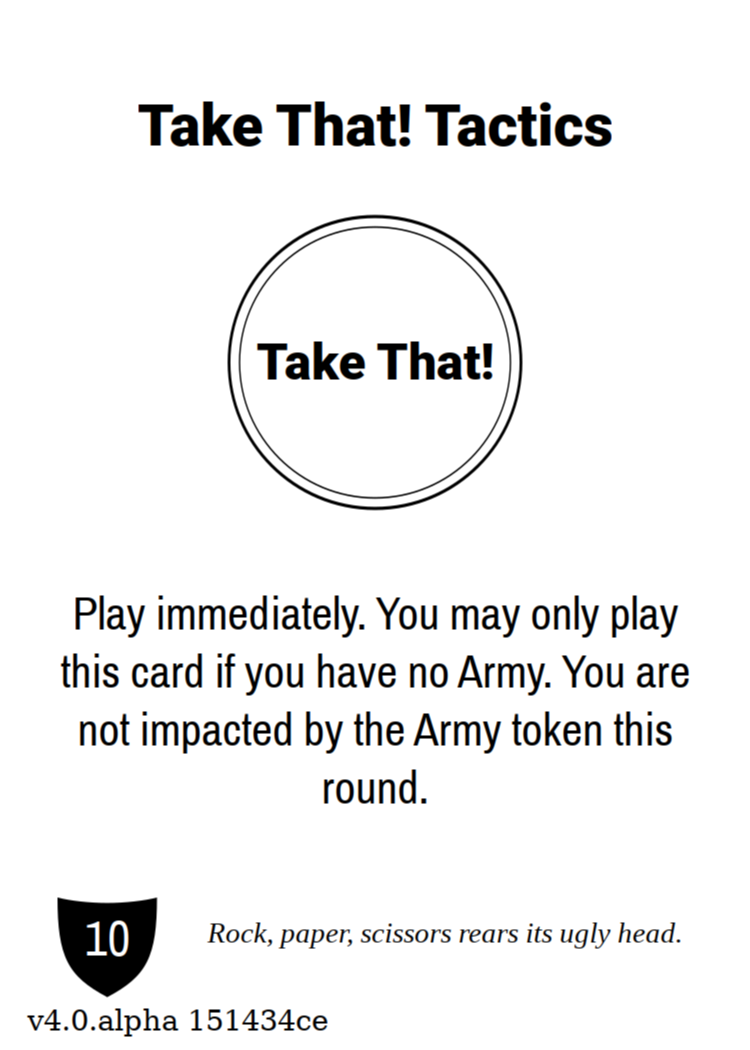 Take That! Tactics
Take That!
Play immediately. You may only play
this card if you have no Army. You are
not impacted by the Army token this
round.
10
Rock, paper, scissors rears its ugly head.
v4.0.alpha 151434ce